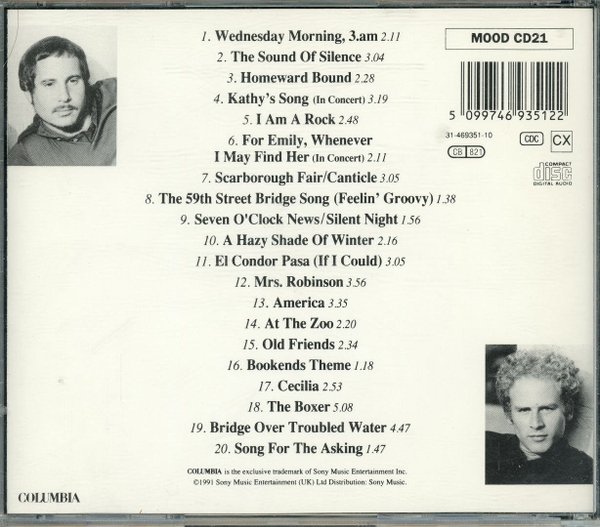 1. Wednesday Morning, 3.am 2.11
2. The Sound Of Silence 3.04
3. Homeward Bound 2.28
4. Kathy's Song (In Concert) 3.19
5. I Am A Rock 2.48
6. For Emily, Whenever
I May Find Her (In Concert) 2.11
7. Scarborough Fair/Canticle 3.05
8. The 59th Street Bridge Song (Feelin' Groovy) 1.38
9. Seven O'Clock News/Silent Night 1.56
10. A Hazy Shade Of Winter 2.16
11. El Condor Pasa (If I Could) 3.05
12. Mrs. Robinson 3.56
13. America 3.35
14. At The Zoo 2.20
15. Old Friends 2.34
16. Bookends Theme 1.18
17. Cecilia 2.53
18. The Boxer 5.08
19. Bridge Over Troubled Water 4.47
20. Song For The Asking 1.47
COLUMBIA is the exclusive trademark of Sony Music Entertainment Inc.
©1991 Sony Music Entertainment (UK) Ltd Distribution: Sony Music.
COLUMBIA
MOOD CD21
5 099746 935122
31-469351-10
CDC
CX
CB 821
COMPACT
disc
DIGITAL AUDIO